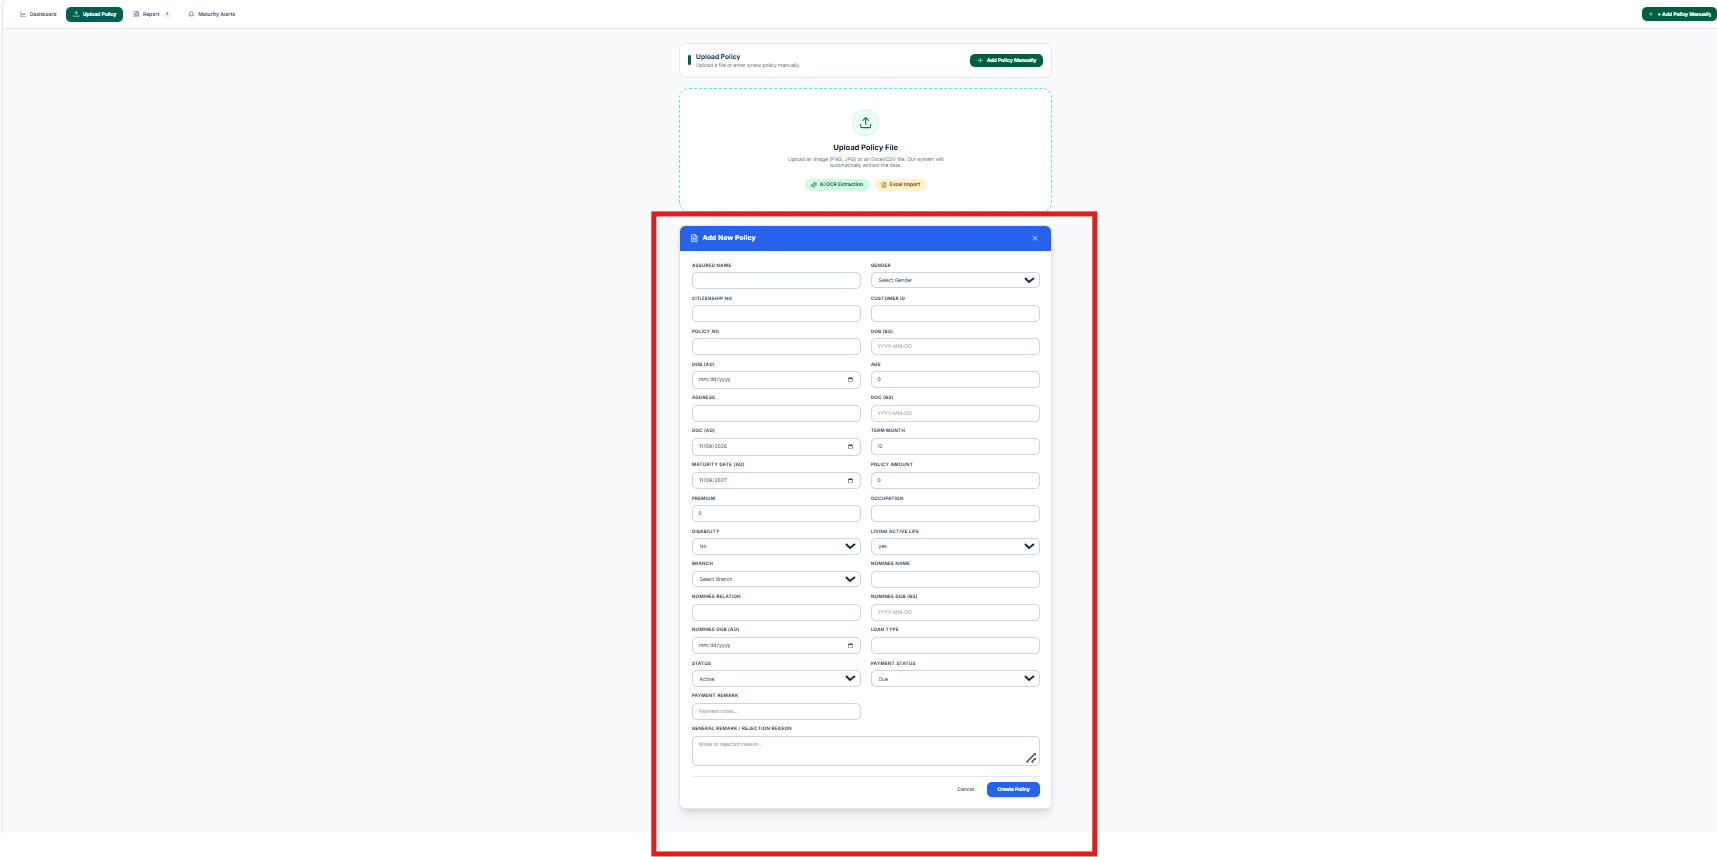 Dashboard Upload Policy Report 4 Maturity Alerts + Add Policy Manually
Upload Policy
Upload a file or enter a new policy manually.
Add Policy Manually
Upload Policy File
Upload an image (PNG, JPG) or an Excel/CSV file. Our system will
automatically extract the data.
AI OCR Extraction Excel Import
Add New Policy
ASSURED NAME GENDER
Select Gender
CITIZENSHIP NO CUSTOMER ID
POLICY NO DOB (BS)
YYYY-MM-DD
DOB (AD) AGE
mm/dd/yyyy 0
ADDRESS DOC (BS)
YYYY-MM-DD
DOC (AD) TERM MONTH
11/09/2026 12
MATURITY DATE (AD) POLICY AMOUNT
11/09/2027 0
PREMIUM OCCUPATION
0
DISABILITY LIVING ACTIVE LIFE
No yes
BRANCH NOMINEE NAME
Select Branch
NOMINEE RELATION NOMINEE DOB (BS)
YYYY-MM-DD
NOMINEE DOB (AD) LOAN TYPE
mm/dd/yyyy
STATUS PAYMENT STATUS
Active Due
PAYMENT REMARK
Payment notes...
GENERAL REMARK / REJECTION REASON
Notes or rejection reason...
Cancel Create Policy